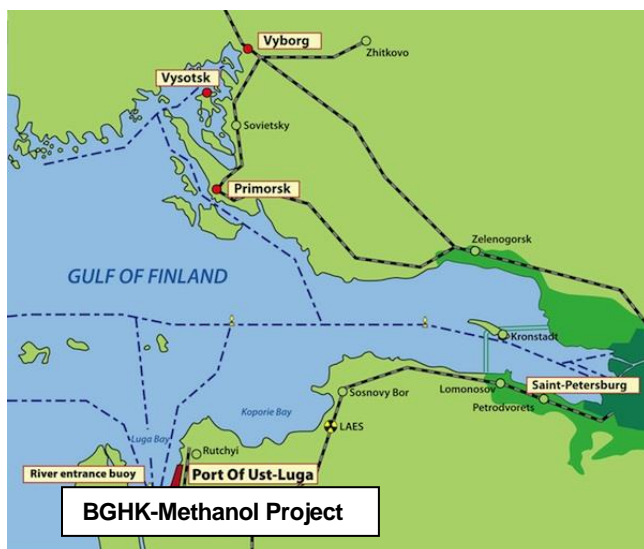 Vyborg
Zhitkovo
Vysotsk
Sovietsky
Primorsk
Zelenogorsk
GULF OF FINLAND
Kronstadt
Sosnovy Bor
Lomonosov
Saint-Petersburg
Petrodvorets
Koporie Bay
LAES
Luga Bay
Rutchyi
River entrance buoy
Port Of Ust-Luga
BGHK-Methanol Project